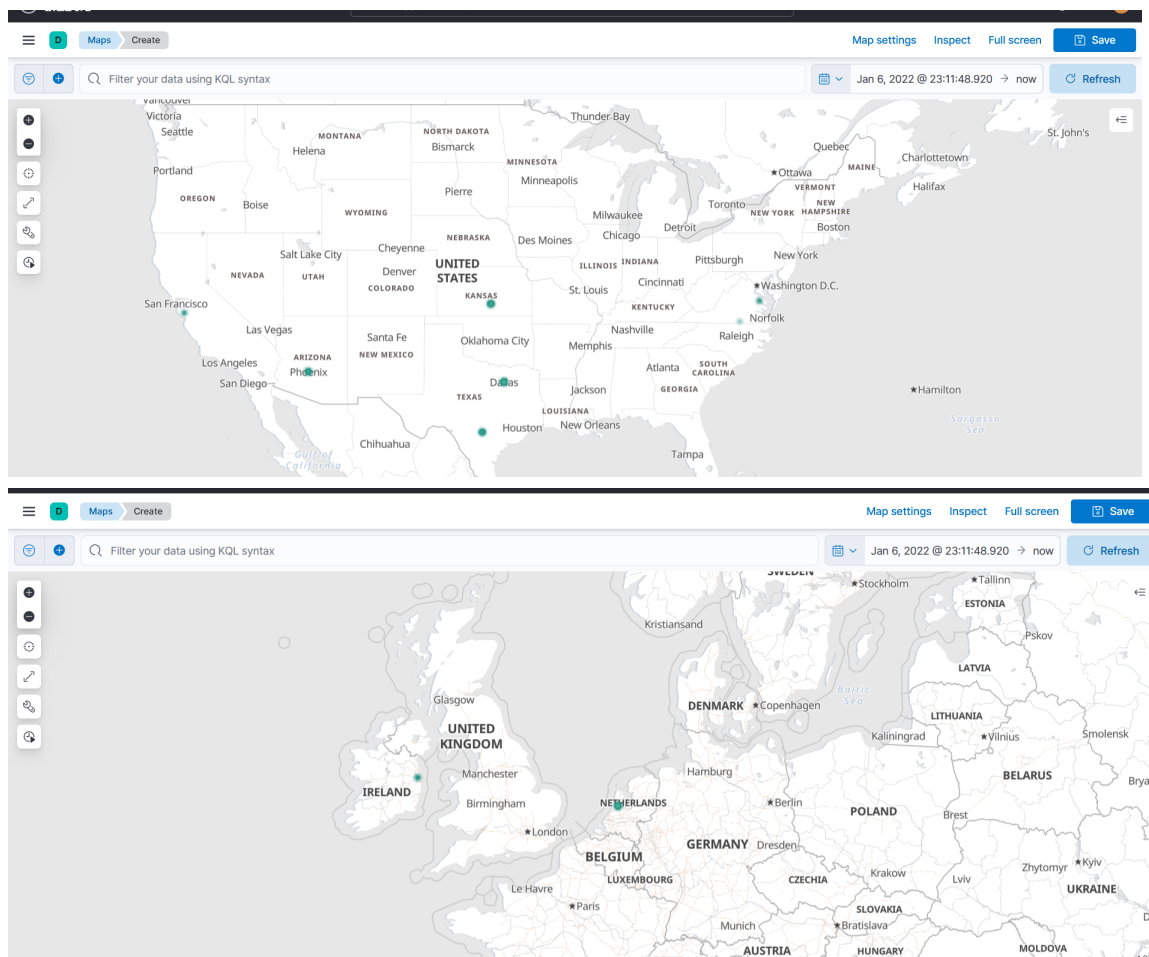 D Maps Create Map settings Inspect Full screen Save
Filter your data using KQL syntax Jan 6, 2022 @ 23:11:48.920 → now Refresh
Vancouver
Victoria
Seattle
Thunder Bay
MONTANA
Helena
NORTH DAKOTA
Bismarck
St. John's
Quebec
Charlottetown
Portland
MINNESOTA
Minneapolis
Ottawa
MAINE
Halifax
OREGON
Boise
Pierre
VERMONT
WYOMING
Milwaukee
Toronto
NEW YORK
NEW
HAMPSHIRE
Detroit
Boston
NEBRASKA
Des Moines
Chicago
Salt Lake City
Cheyenne
UNITED
STATES
ILLINOIS
INDIANA
Pittsburgh
New York
NEVADA
UTAH
Denver
COLORADO
Cincinnati
Washington D.C.
San Francisco
KANSAS
St. Louis
KENTUCKY
Norfolk
Las Vegas
Santa Fe
Oklahoma City
Nashville
Raleigh
Memphis
Los Angeles
ARIZONA
Phoenix
NEW MEXICO
San Diego
Dallas
TEXAS
Jackson
Atlanta
SOUTH
CAROLINA
GEORGIA
Hamilton
LOUISIANA
Houston
New Orleans
Sargasso
Sea
Chihuahua
Gulf of
California
Tampa
D Maps Create Map settings Inspect Full screen Save
Filter your data using KQL syntax Jan 6, 2022 @ 23:11:48.920 → now Refresh
SWEDEN
Stockholm
Tallinn
ESTONIA
Kristiansand
Pskov
LATVIA
Baltic
Sea
Glasgow
DENMARK
Copenhagen
LITHUANIA
UNITED
KINGDOM
Kaliningrad
Vilnius
Smolensk
Manchester
Hamburg
BELARUS
Brya
IRELAND
Birmingham
NETHERLANDS
Berlin
POLAND
Brest
London
GERMANY
Dresden
BELGIUM
Zhytomyr
Kyiv
LUXEMBOURG
CZECHIA
Krakow
Lviv
Le Havre
UKRAINE
Paris
SLOVAKIA
Munich
Bratislava
AUSTRIA
HUNGARY
MOLDOVA